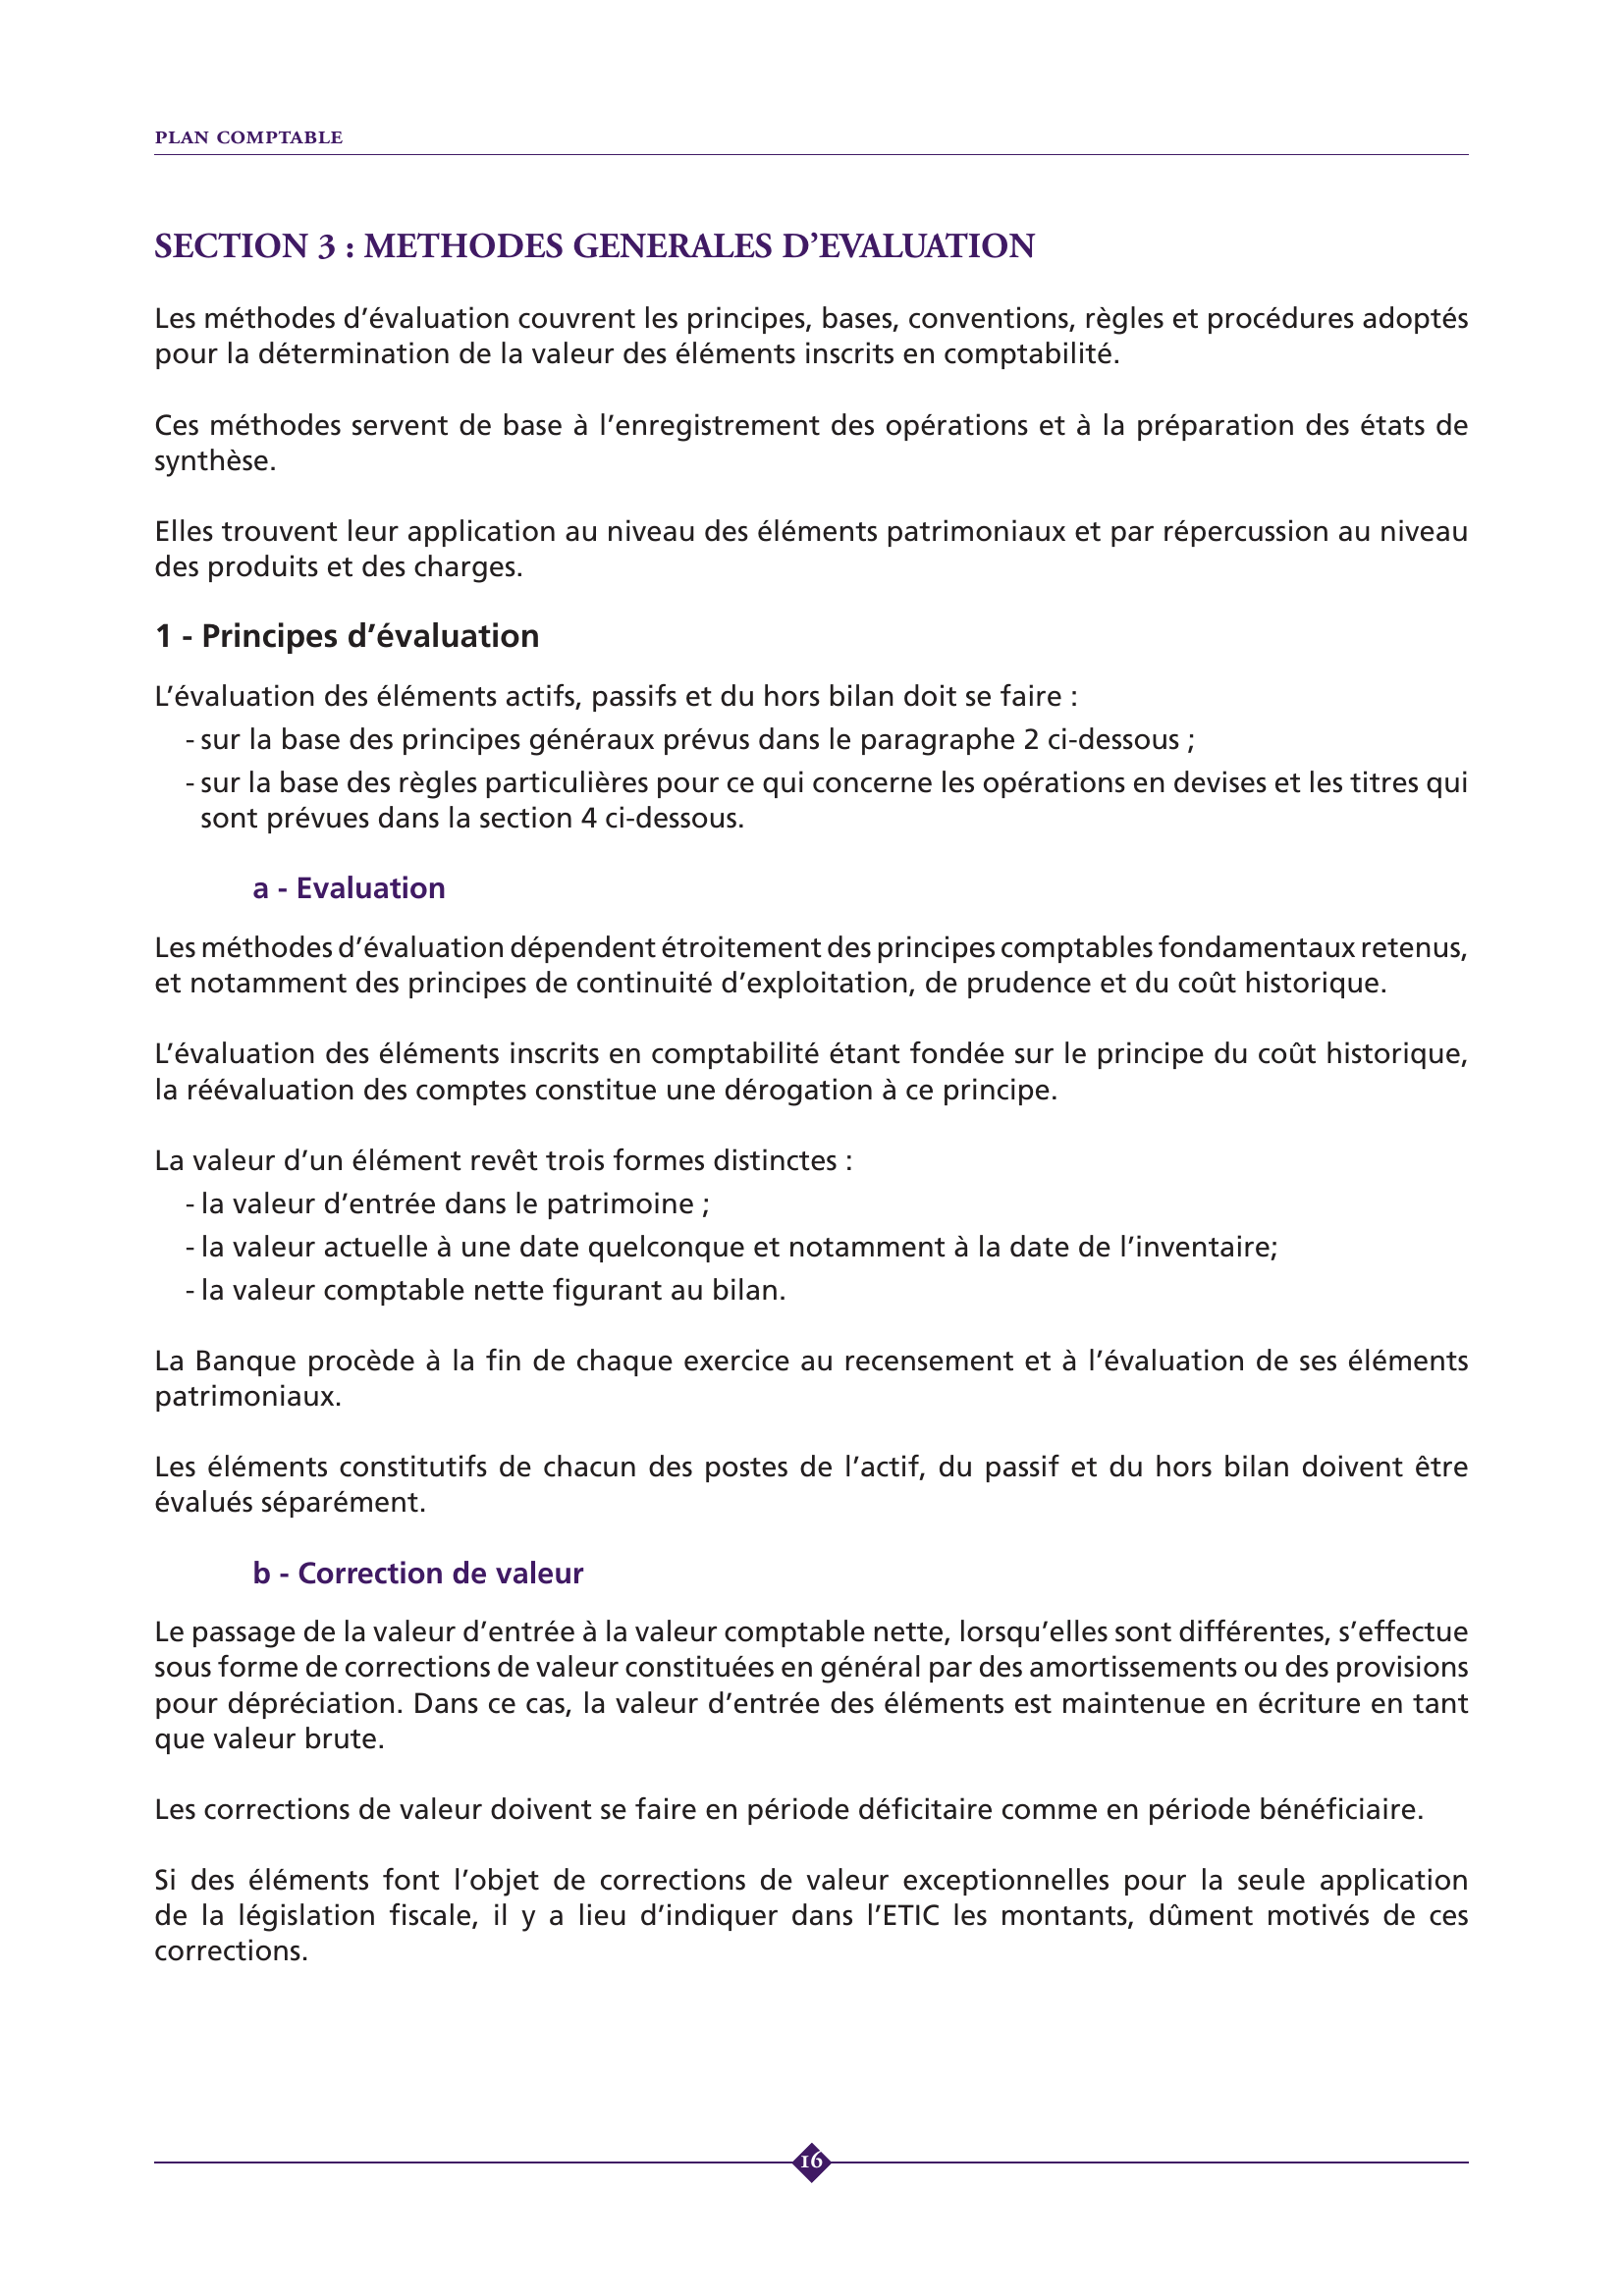 PLAN COMPTABLE
SECTION 3 : METHODES GENERALES D’EVALUATION
Les méthodes d’évaluation couvrent les principes, bases, conventions, règles et procédures adoptés
pour la détermination de la valeur des éléments inscrits en comptabilité.
Ces méthodes servent de base à l’enregistrement des opérations et à la préparation des états de
synthèse.
Elles trouvent leur application au niveau des éléments patrimoniaux et par répercussion au niveau
des produits et des charges.
1 - Principes d’évaluation
L’évaluation des éléments actifs, passifs et du hors bilan doit se faire :
- sur la base des principes généraux prévus dans le paragraphe 2 ci-dessous ;
- sur la base des règles particulières pour ce qui concerne les opérations en devises et les titres qui
sont prévues dans la section 4 ci-dessous.
a - Evaluation
Les méthodes d’évaluation dépendent étroitement des principes comptables fondamentaux retenus,
et notamment des principes de continuité d’exploitation, de prudence et du coût historique.
L’évaluation des éléments inscrits en comptabilité étant fondée sur le principe du coût historique,
la réévaluation des comptes constitue une dérogation à ce principe.
La valeur d’un élément revêt trois formes distinctes :
- la valeur d’entrée dans le patrimoine ;
- la valeur actuelle à une date quelconque et notamment à la date de l’inventaire;
- la valeur comptable nette figurant au bilan.
La Banque procède à la fin de chaque exercice au recensement et à l’évaluation de ses éléments
patrimoniaux.
Les éléments constitutifs de chacun des postes de l’actif, du passif et du hors bilan doivent être
évalués séparément.
b - Correction de valeur
Le passage de la valeur d’entrée à la valeur comptable nette, lorsqu’elles sont différentes, s’effectue
sous forme de corrections de valeur constituées en général par des amortissements ou des provisions
pour dépréciation. Dans ce cas, la valeur d’entrée des éléments est maintenue en écriture en tant
que valeur brute.
Les corrections de valeur doivent se faire en période déficitaire comme en période bénéficiaire.
Si des éléments font l’objet de corrections de valeur exceptionnelles pour la seule application
de la législation fiscale, il y a lieu d’indiquer dans l’ETIC les montants, dûment motivés de ces
corrections.
16